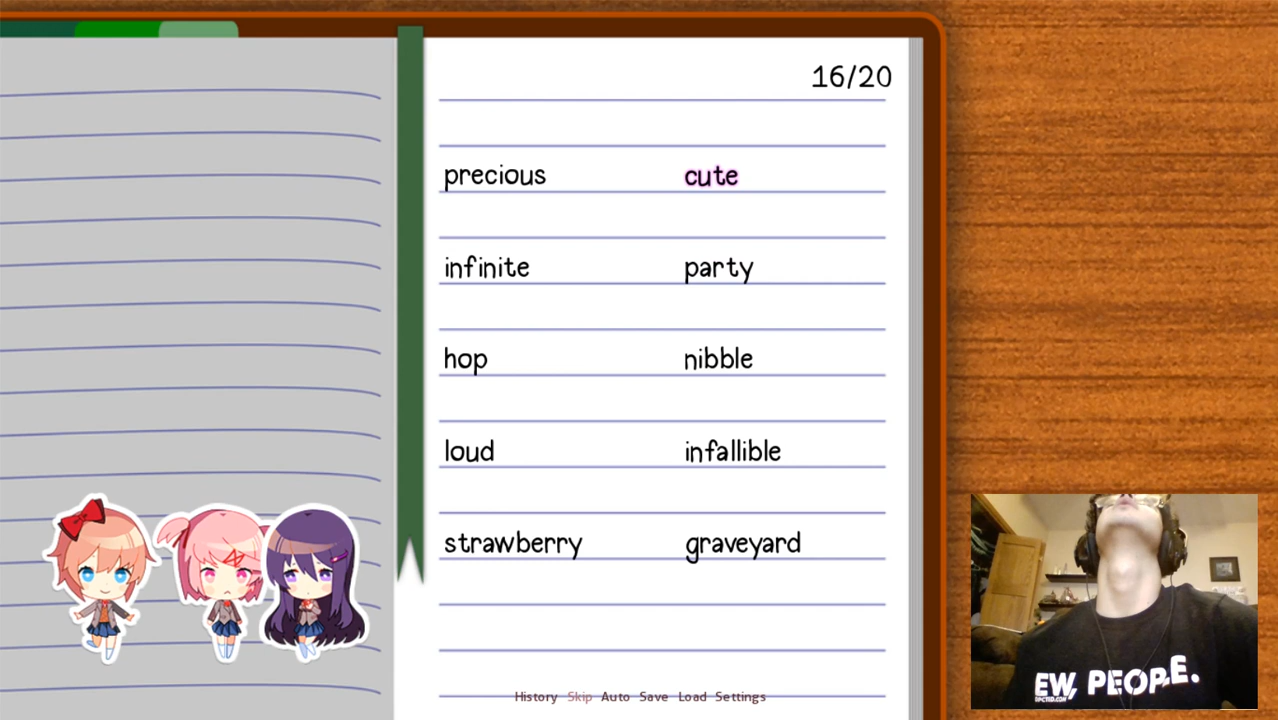 16/20
precious cute
infinite party
hop nibble
loud infallible
strawberry graveyard
History Skip Auto Save Load Settings
EW, PEOPLE.